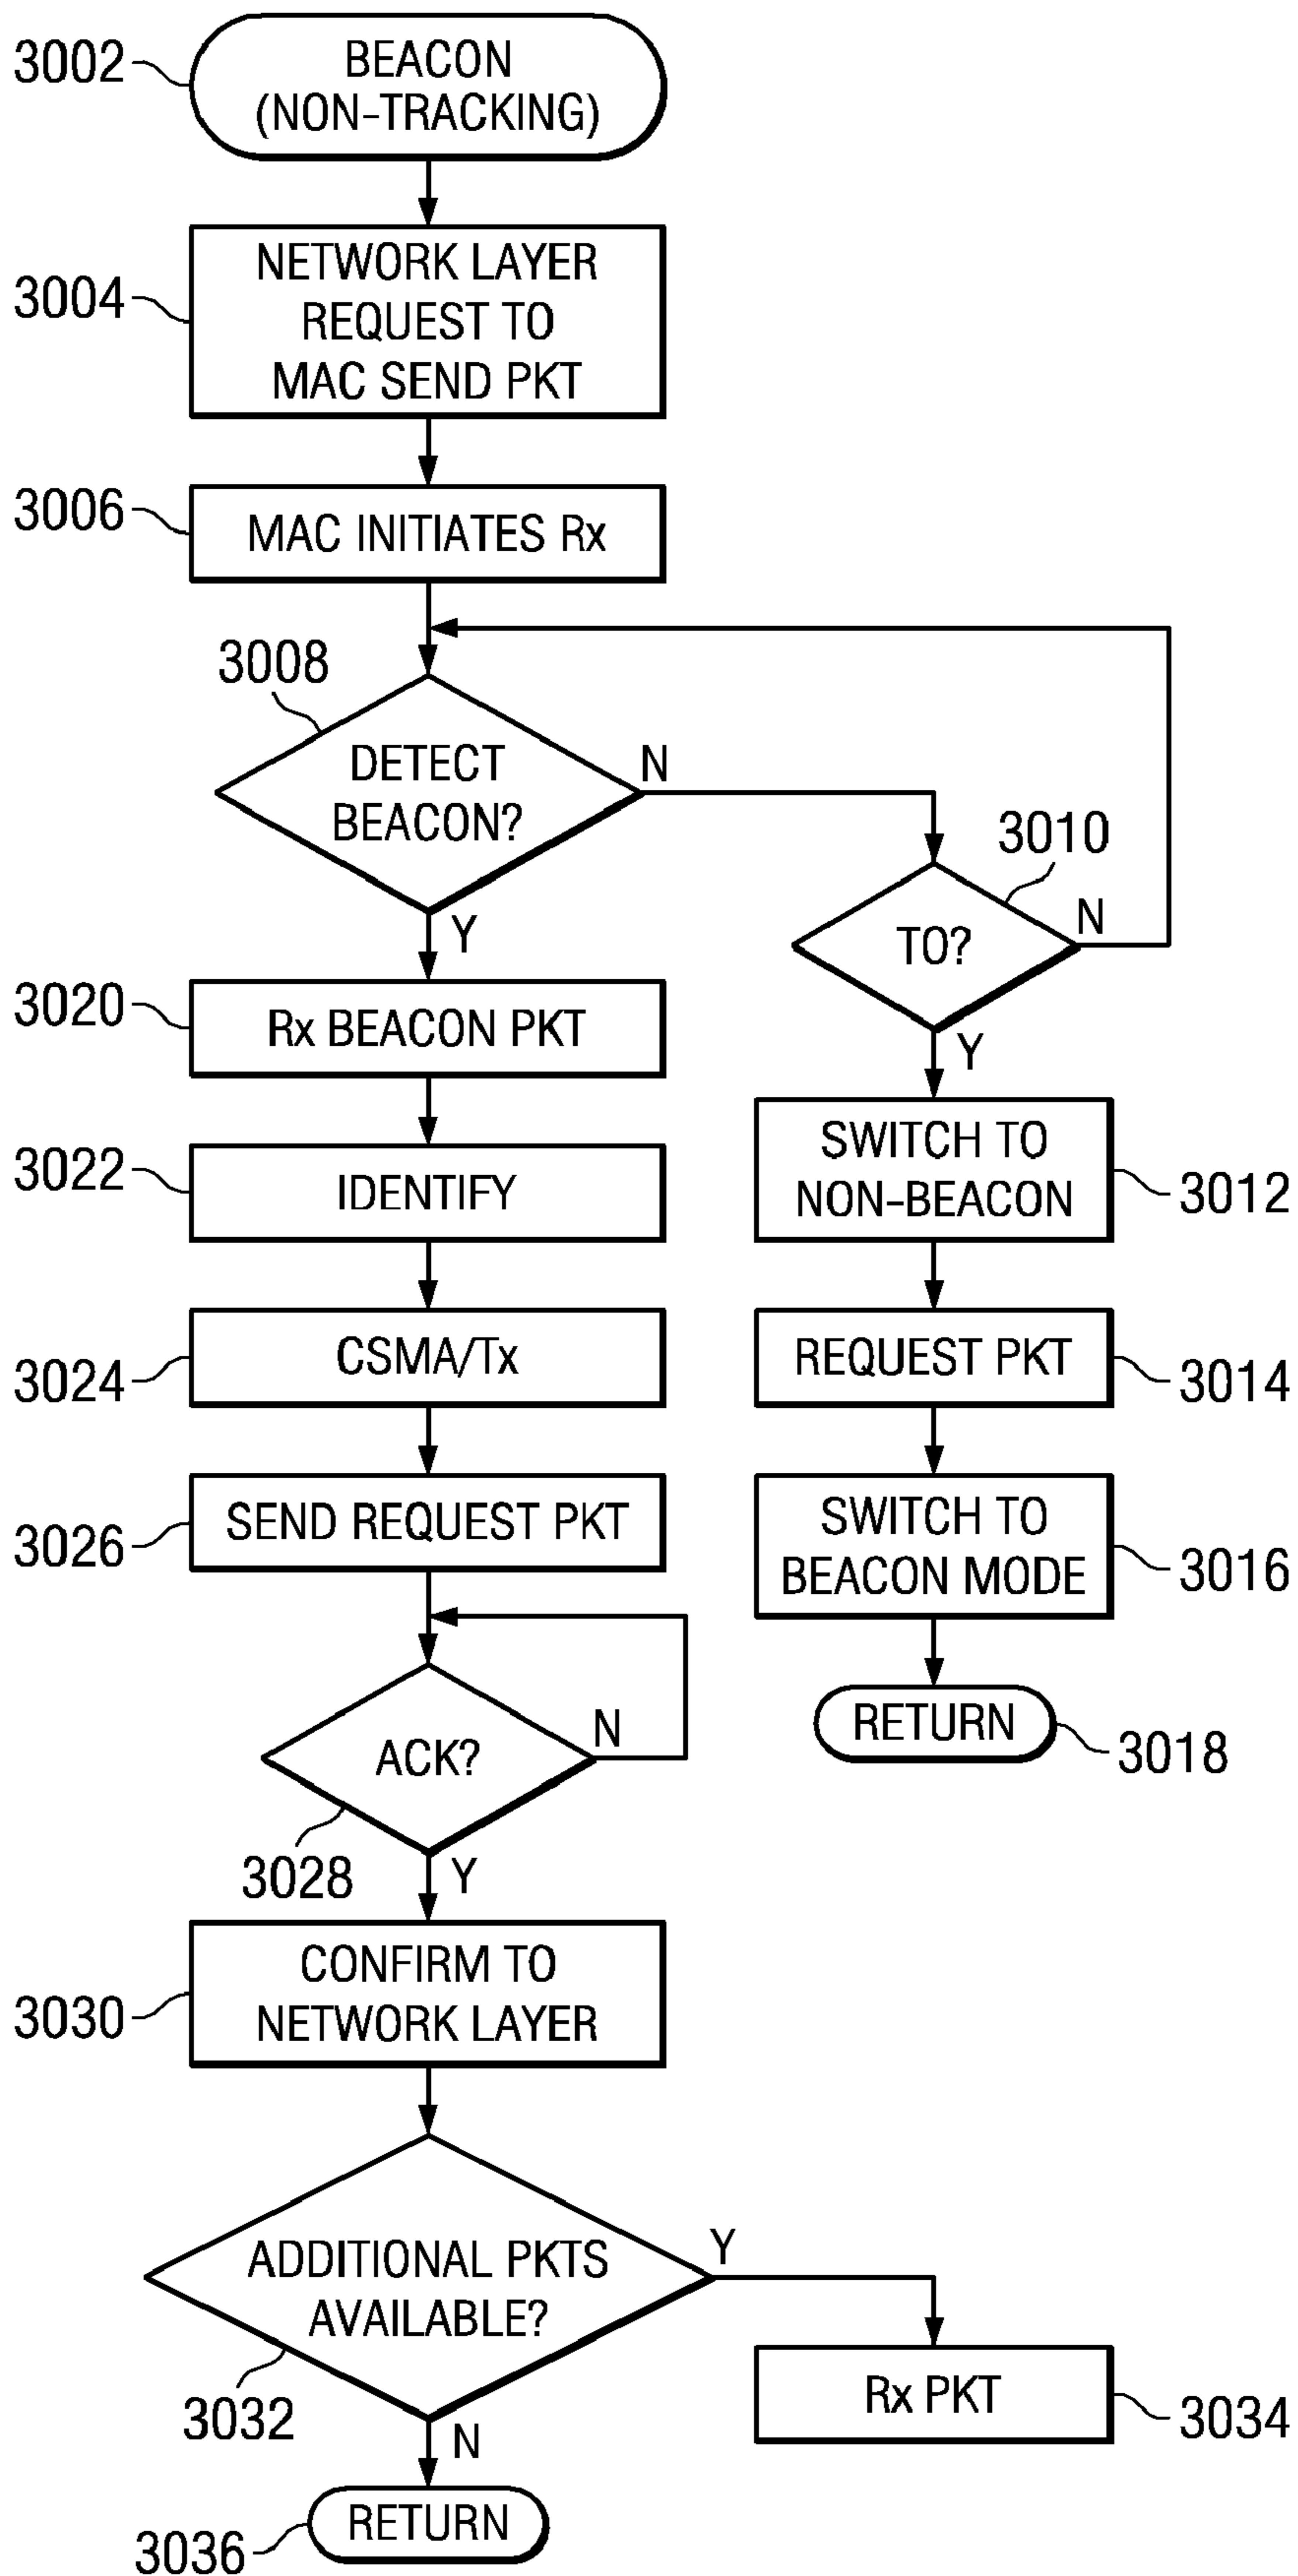 3002
BEACON
(NON-TRACKING)
3004
NETWORK LAYER
REQUEST TO
MAC SEND PKT
3006
MAC INITIATES Rx
3008
DETECT
BEACON?
N
Y
3010
TO?
N
Y
3020
Rx BEACON PKT
SWITCH TO
NON-BEACON
3012
3022
IDENTIFY
3024
CSMA/Tx
REQUEST PKT
3014
3026
SEND REQUEST PKT
SWITCH TO
BEACON MODE
3016
ACK?
N
Y
3028
RETURN
3018
3030
CONFIRM TO
NETWORK LAYER
ADDITIONAL PKTS
AVAILABLE?
Y
N
3032
Rx PKT
3034
RETURN
3036